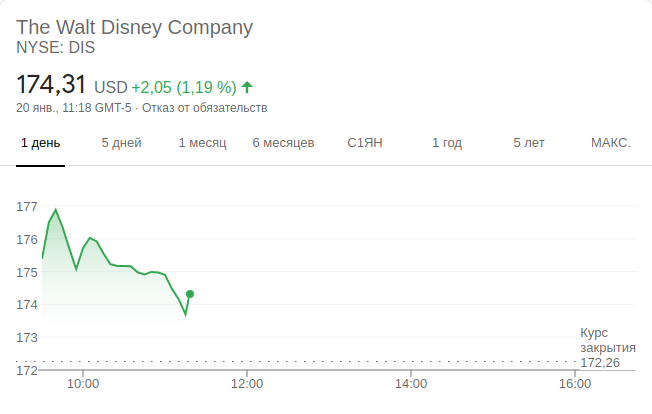 The Walt Disney Company
NYSE: DIS
174,31 USD +2,05 (1,19 %)
20 янв., 11:18 GMT-5 · Отказ от обязательств
1 день 5 дней 1 месяц 6 месяцев С1ЯН 1 год 5 лет МАКС.
177
176
175
174
173
Курс
закрытия
172,26
172
10:00 12:00 14:00 16:00